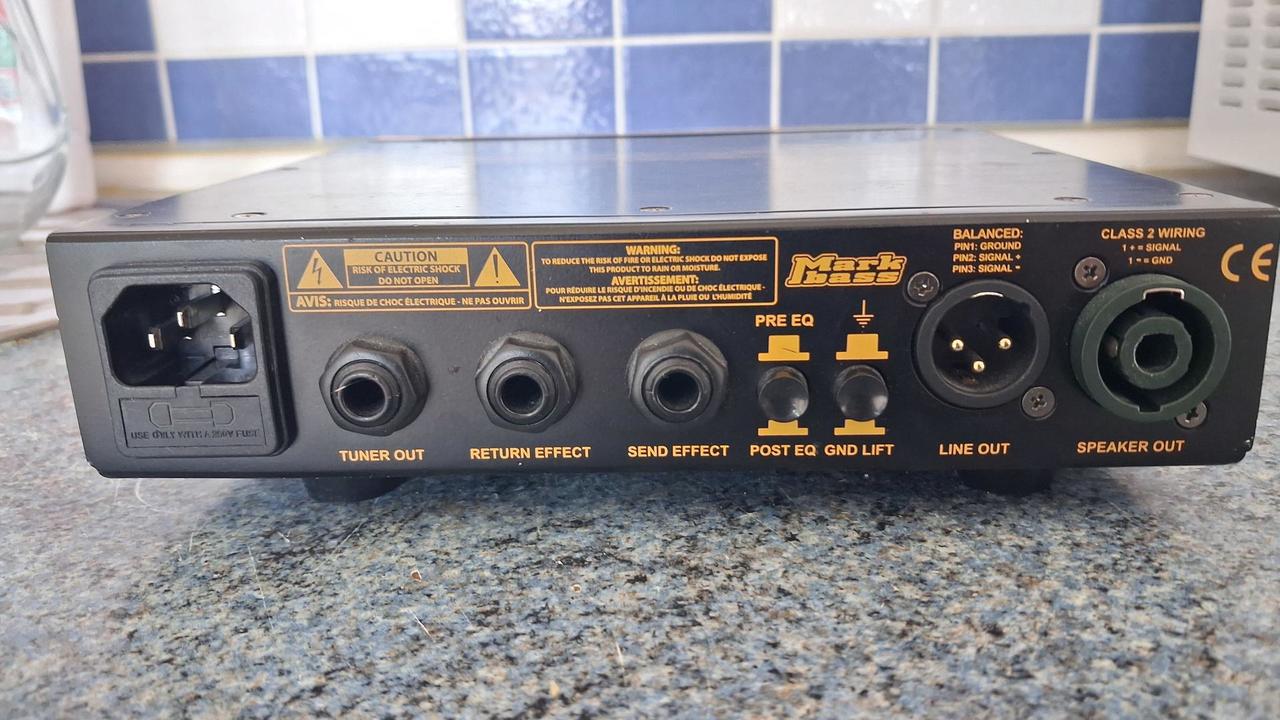 CAUTION
RISK OF ELECTRIC SHOCK
DO NOT OPEN
AVIS: RISQUE DE CHOC ÉLECTRIQUE - NE PAS OUVRIR
WARNING:
TO REDUCE THE RISK OF FIRE OR ELECTRIC SHOCK DO NOT EXPOSE
THIS PRODUCT TO RAIN OR MOISTURE.
AVERTISSEMENT:
POUR RÉDUIRE LE RISQUE D'INCENDIE OU DE CHOC ÉLECTRIQUE -
N'EXPOSEZ PAS CET APPAREIL À LA PLUIE OU L'HUMIDITÉ
Mark
bass
BALANCED:
PIN1: GROUND
PIN2: SIGNAL +
PIN3: SIGNAL -
CLASS 2 WIRING
1 + = SIGNAL
1 - = GND
CE
PRE EQ
USE ONLY WITH A 250V FUSE
TUNER OUT
RETURN EFFECT
SEND EFFECT
POST EQ
GND LIFT
LINE OUT
SPEAKER OUT